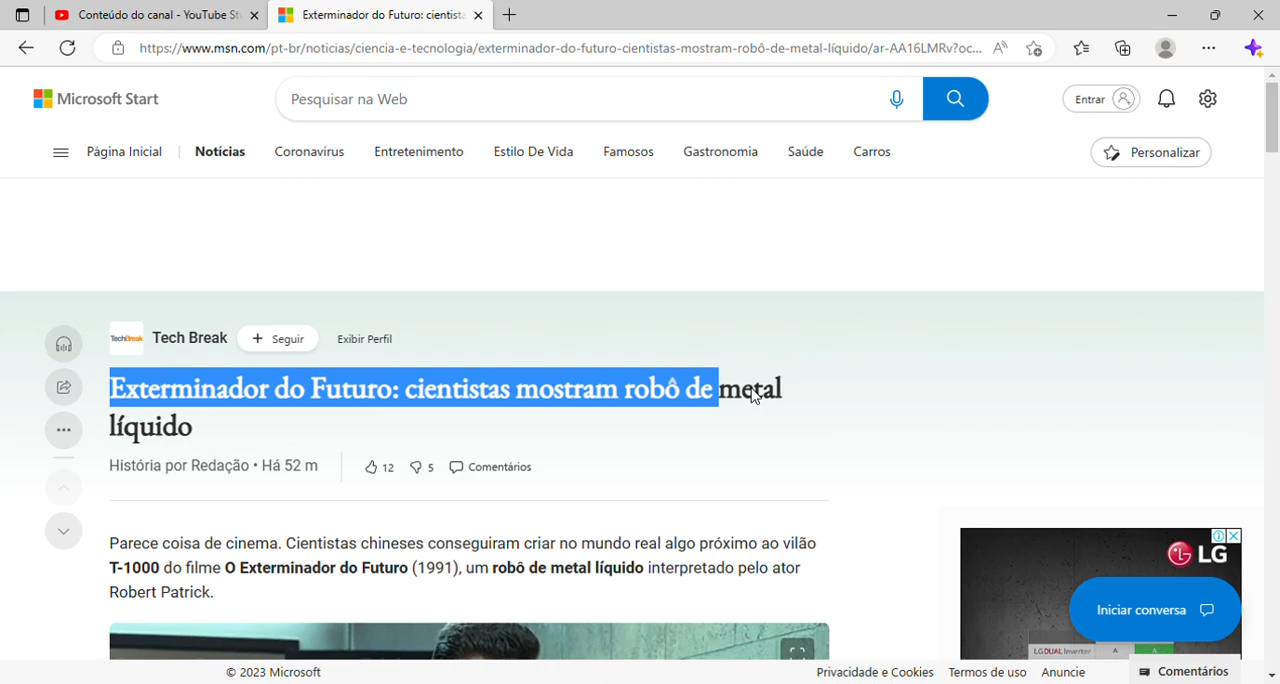 Conteúdo do canal - YouTube St
Exterminador do Futuro: cientista
https://www.msn.com/pt-br/noticias/ciencia-e-tecnologia/exterminador-do-futuro-cientistas-mostram-robô-de-metal-líquido/ar-AA16LMRv?oc...
Microsoft Start
Pesquisar na Web
Entrar
Página Inicial
Notícias
Coronavírus
Entretenimento
Estilo De Vida
Famosos
Gastronomia
Saúde
Carros
Personalizar
TechBreak
Tech Break
+ Seguir
Exibir Perfil
Exterminador do Futuro: cientistas mostram robô de metal
líquido
História por Redação • Há 52 m
12
5
Comentários
Parece coisa de cinema. Cientistas chineses conseguiram criar no mundo real algo próximo ao vilão
T-1000 do filme O Exterminador do Futuro (1991), um robô de metal líquido interpretado pelo ator
Robert Patrick.
LG
Iniciar conversa
LG DUAL Inverter
A
A
© 2023 Microsoft
Privacidade e Cookies
Termos de uso
Anuncie
Comentários